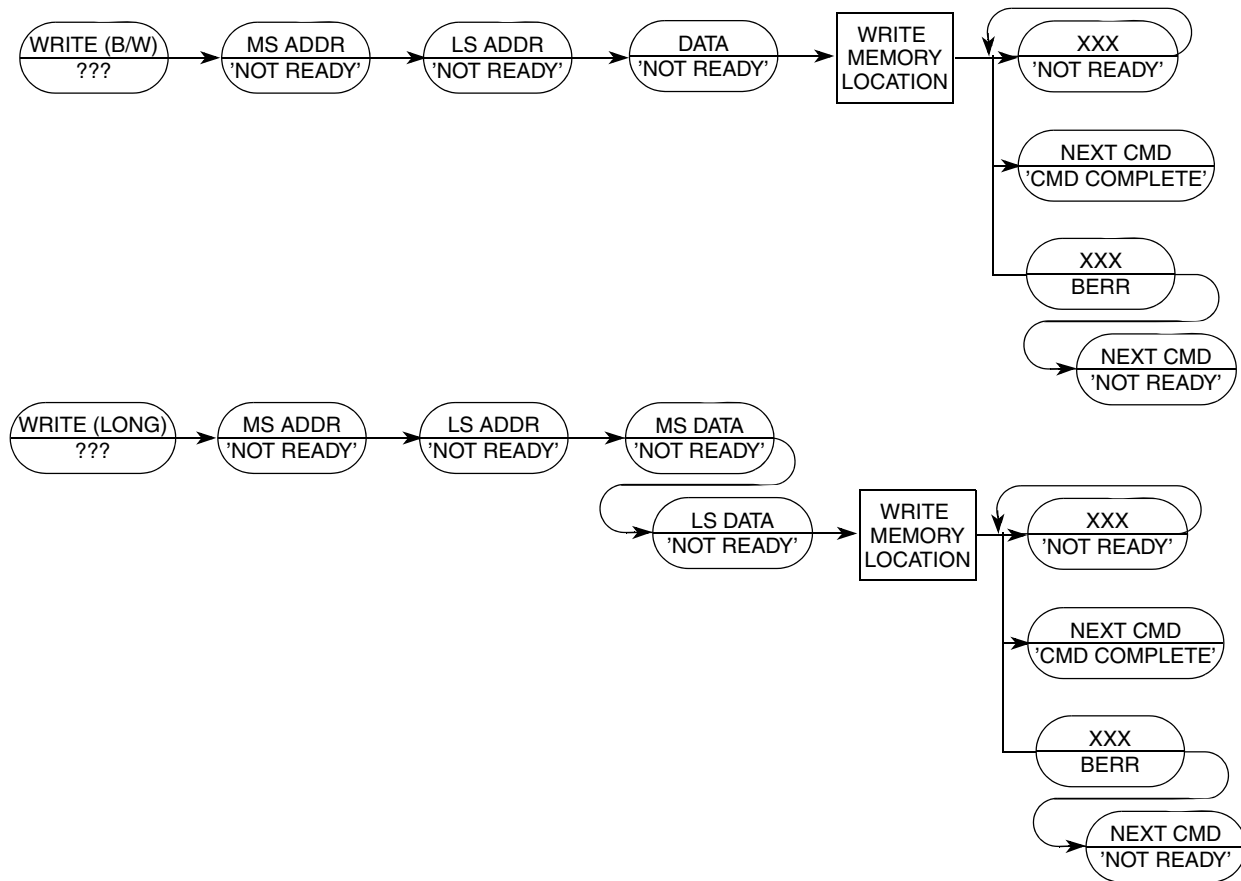 WRITE (B/W)
???
MS ADDR
'NOT READY'
LS ADDR
'NOT READY'
DATA
'NOT READY'
WRITE
MEMORY
LOCATION
XXX
'NOT READY'
NEXT CMD
'CMD COMPLETE'
XXX
BERR
NEXT CMD
'NOT READY'
WRITE (LONG)
???
MS ADDR
'NOT READY'
LS ADDR
'NOT READY'
MS DATA
'NOT READY'
LS DATA
'NOT READY'
WRITE
MEMORY
LOCATION
XXX
'NOT READY'
NEXT CMD
'CMD COMPLETE'
XXX
BERR
NEXT CMD
'NOT READY'